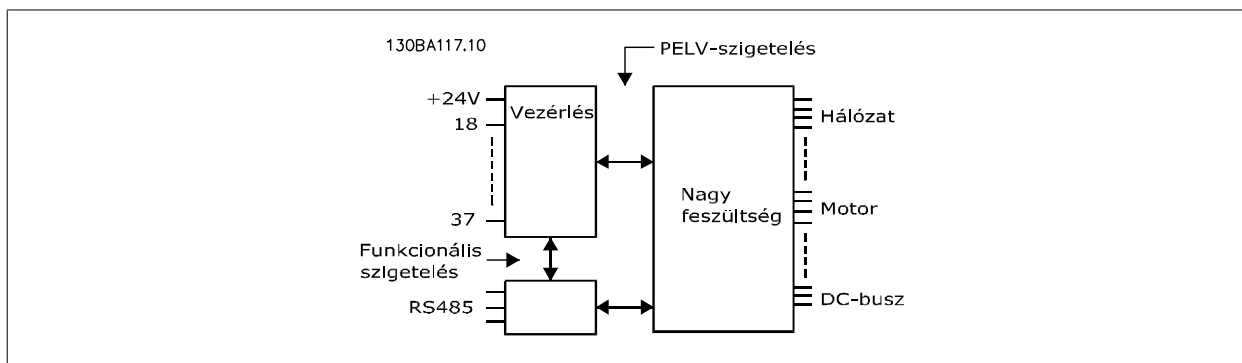 130BA117.10
PELV-szigetelés
+24V
Vezérlés
18
37
Funkcionális
szigetelés
RS485
Nagy
feszültség
Hálózat
Motor
DC-busz